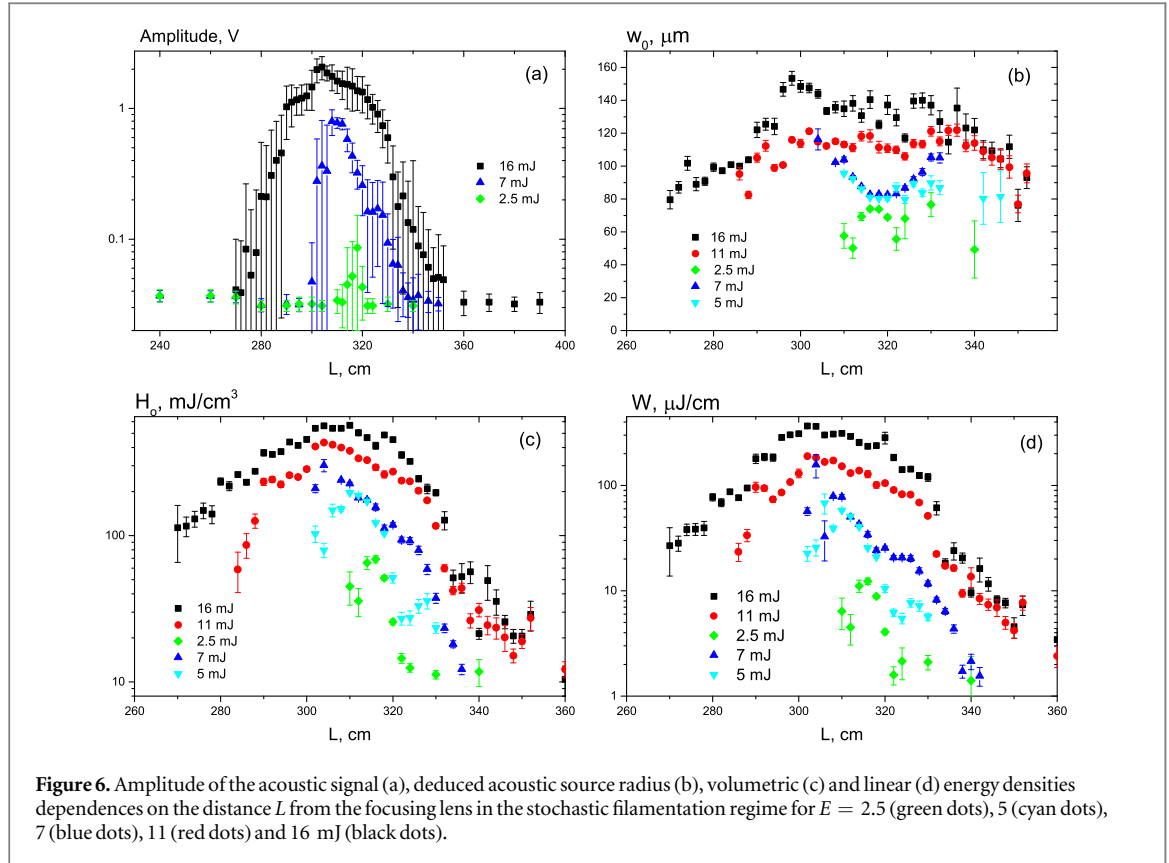 Amplitude, V
(a)
1
0.1
16 mJ
7 mJ
2.5 mJ
240 280 320 360 400
L, cm
w0, μm
(b)
160
140
120
100
80
60
40
20
0
16 mJ
11 mJ
2.5 mJ
7 mJ
5 mJ
260 280 300 320 340
L, cm
Ho, mJ/cm³
(c)
100
10
16 mJ
11 mJ
2.5 mJ
7 mJ
5 mJ
260 280 300 320 340 360
L, cm
W, μJ/cm
(d)
100
10
1
16 mJ
11 mJ
2.5 mJ
7 mJ
5 mJ
260 280 300 320 340 360
L, cm
Figure 6. Amplitude of the acoustic signal (a), deduced acoustic source radius (b), volumetric (c) and linear (d) energy densities
dependences on the distance L from the focusing lens in the stochastic filamentation regime for E = 2.5 (green dots), 5 (cyan dots),
7 (blue dots), 11 (red dots) and 16 mJ (black dots).